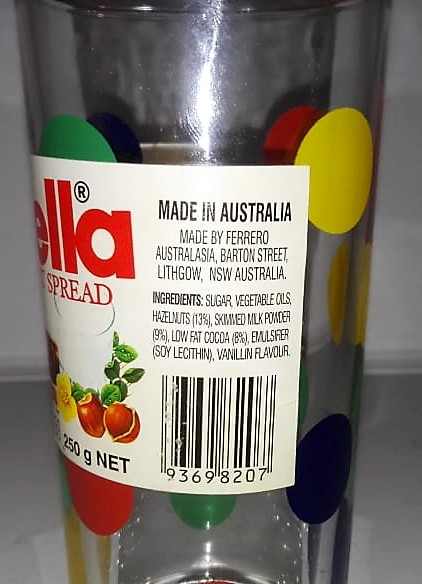 ella®
SPREAD
250 g NET
MADE IN AUSTRALIA
MADE BY FERRERO
AUSTRALASIA, BARTON STREET,
LITHGOW, NSW AUSTRALIA.
INGREDIENTS: SUGAR, VEGETABLE OILS,
HAZELNUTS (13%), SKIMMED MILK POWDER
(9%), LOW FAT COCOA (8%), EMULSIFIER
(SOY LECITHIN), VANILLIN FLAVOUR.
93698207